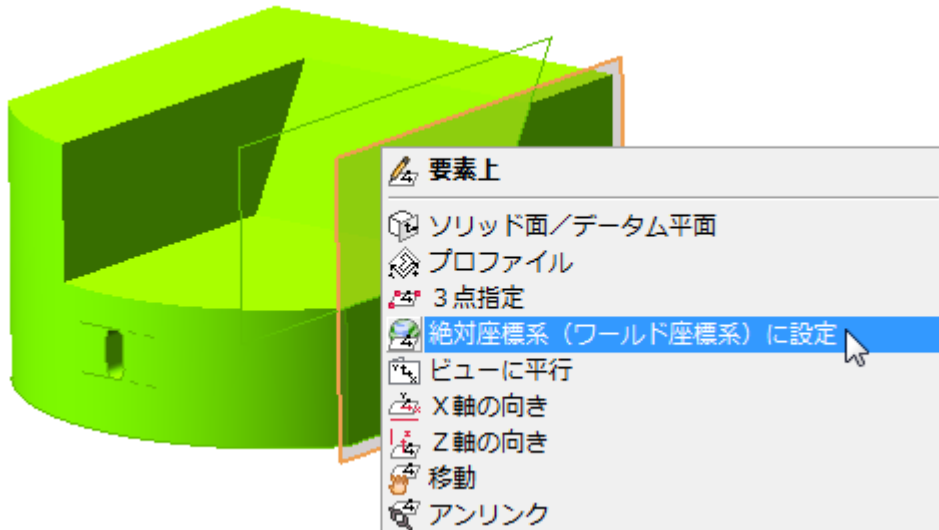 要素上
ソリッド面／データム平面
プロファイル
３点指定
絶対座標系（ワールド座標系）に設定
ビューに平行
Ｘ軸の向き
Ｚ軸の向き
移動
アンリンク